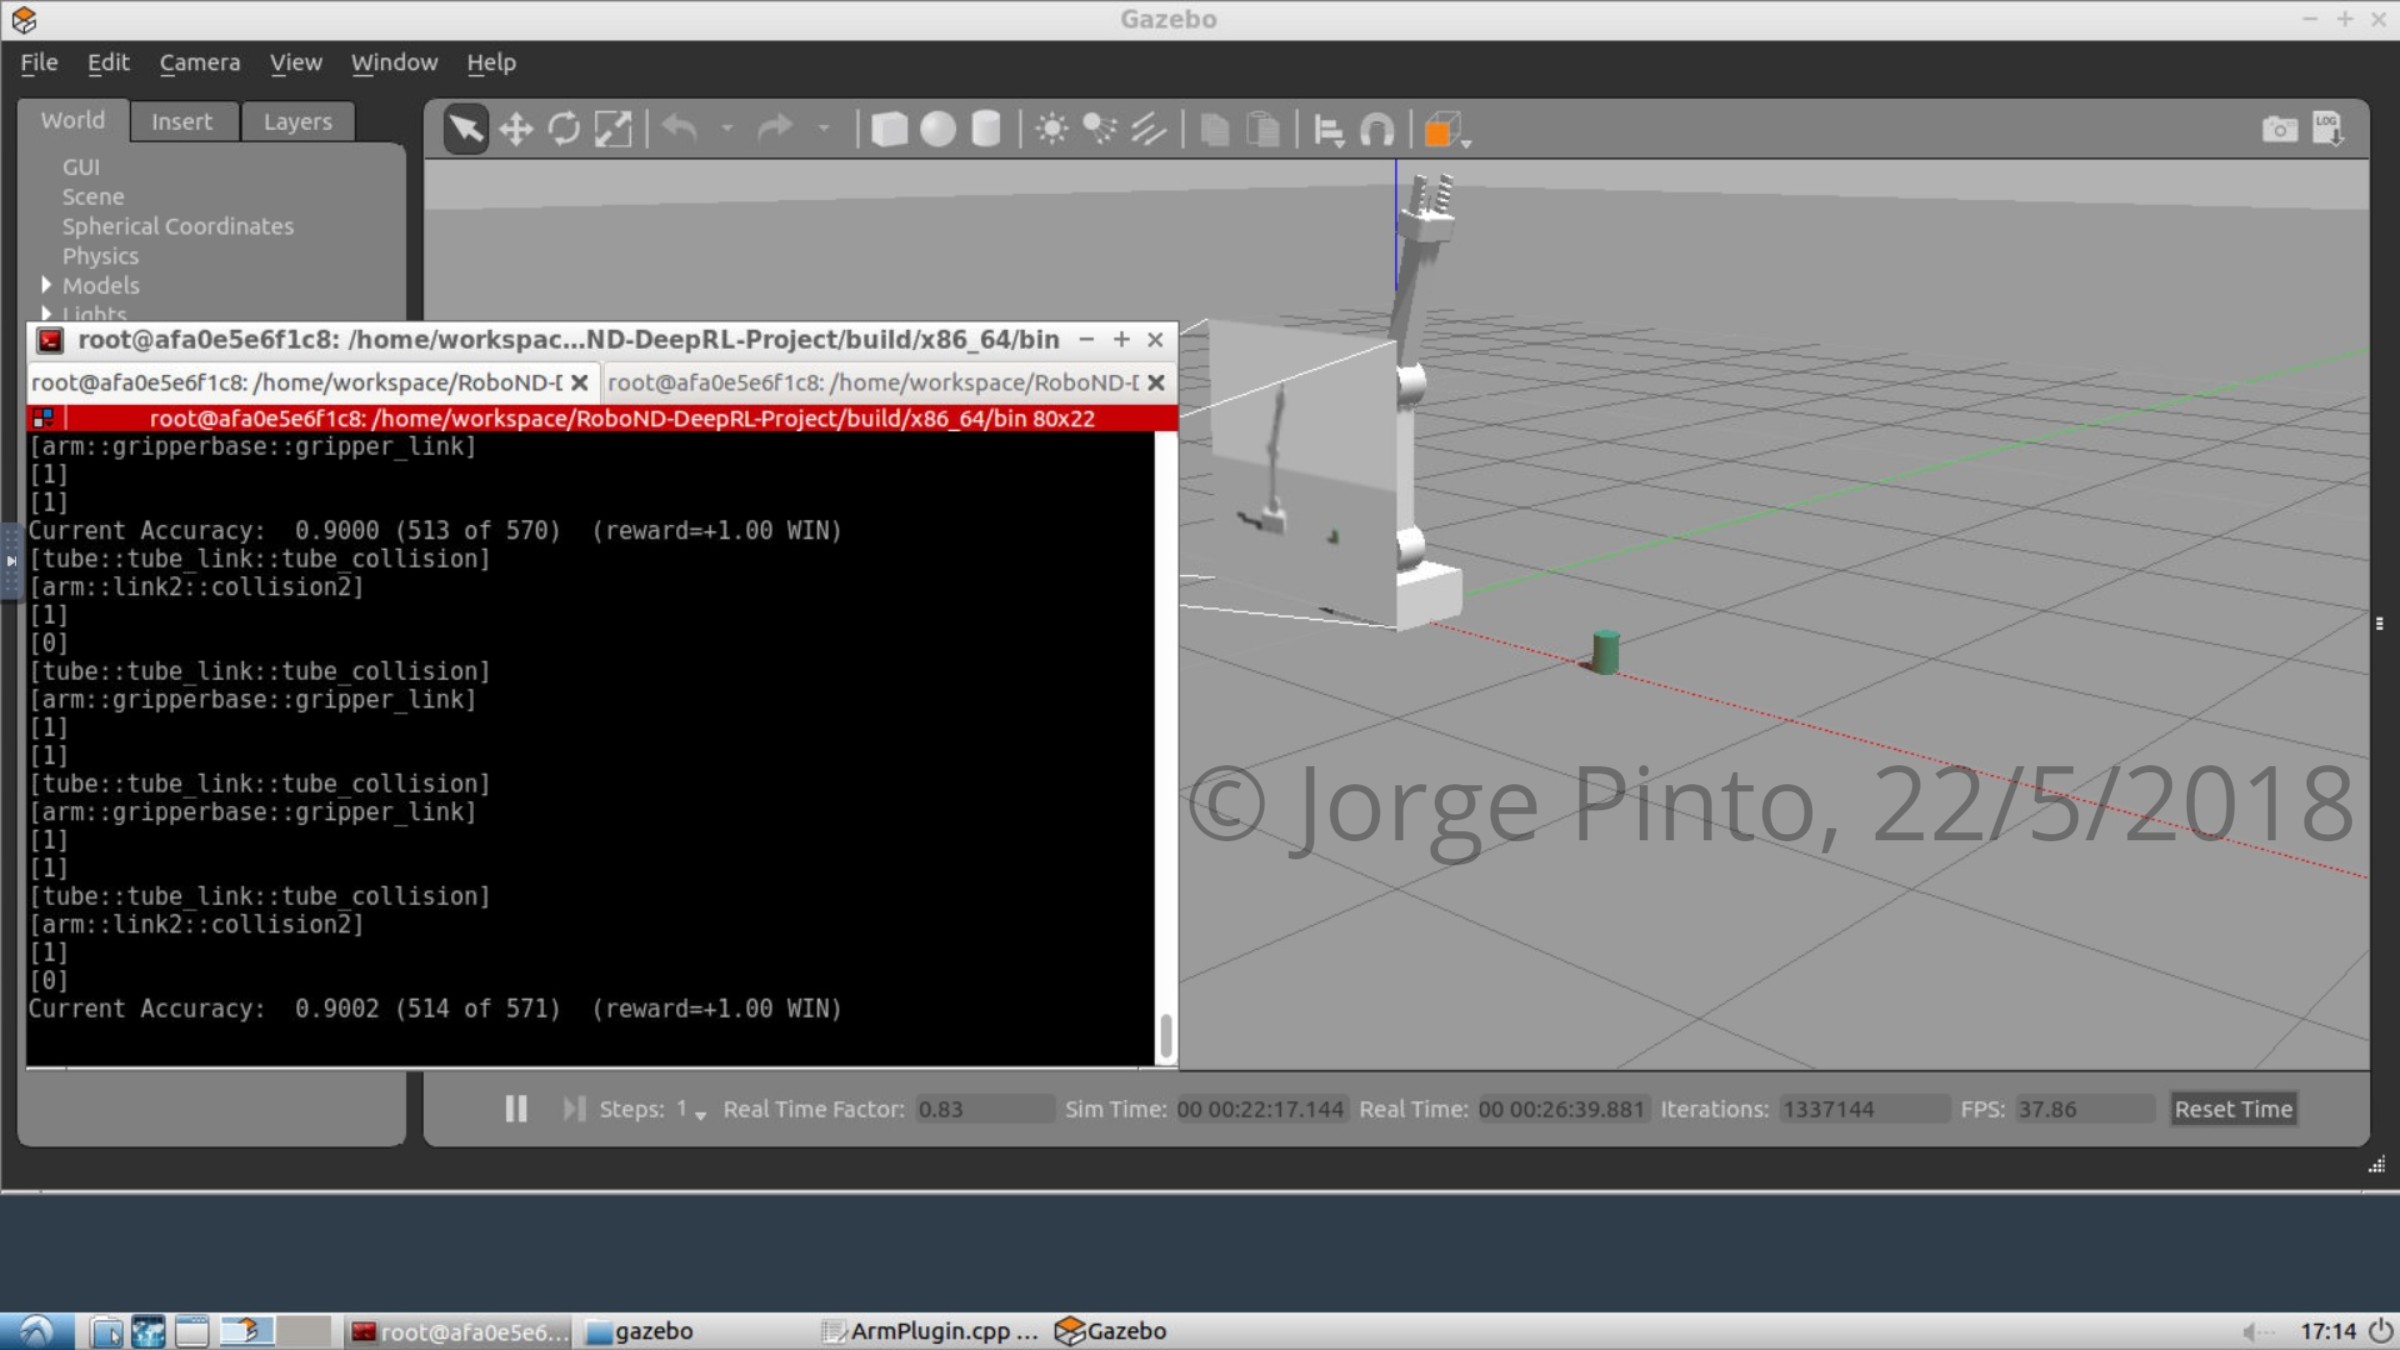 Gazebo
File Edit Camera View Window Help
World Insert Layers
LOG
GUI
Scene
Spherical Coordinates
Physics
Models
Lights
root@afa0e5e6f1c8: /home/workspac...ND-DeepRL-Project/build/x86_64/bin
root@afa0e5e6f1c8: /home/workspace/RoboND-D root@afa0e5e6f1c8: /home/workspace/RoboND-D
root@afa0e5e6f1c8: /home/workspace/RoboND-DeepRL-Project/build/x86_64/bin 80x22
[arm::gripperbase::gripper_link]
[1]
[1]
Current Accuracy:  0.9000 (513 of 570)  (reward=+1.00 WIN)
[tube::tube_link::tube_collision]
[arm::link2::collision2]
[1]
[0]
[tube::tube_link::tube_collision]
[arm::gripperbase::gripper_link]
[1]
[1]
[tube::tube_link::tube_collision]
[arm::gripperbase::gripper_link]
[1]
[1]
[tube::tube_link::tube_collision]
[arm::link2::collision2]
[1]
[0]
Current Accuracy:  0.9002 (514 of 571)  (reward=+1.00 WIN)
© Jorge Pinto, 22/5/2018
Steps: 1 Real Time Factor: 0.83 Sim Time: 00 00:22:17.144 Real Time: 00 00:26:39.881 Iterations: 1337144 FPS: 37.86 Reset Time
root@afa0e5e6... gazebo ArmPlugin.cpp ... Gazebo 17:14